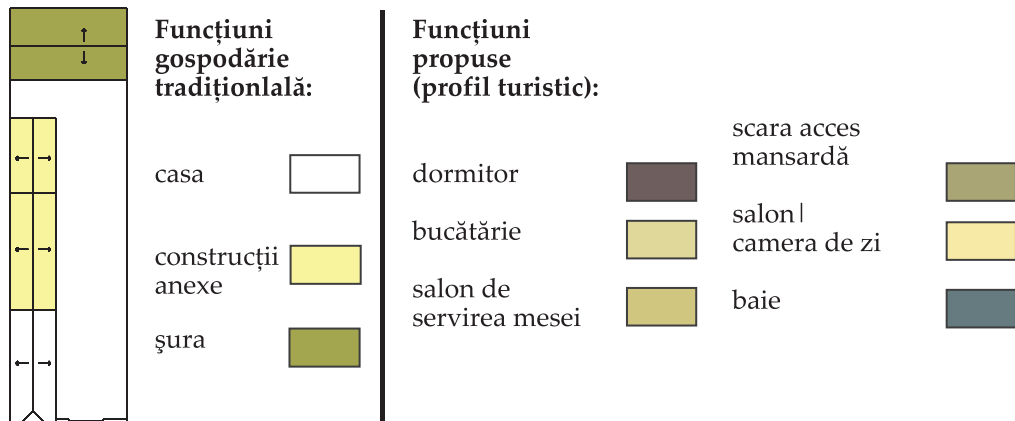 Funcțiuni
gospodărie
tradiționlală:
casa
construcții
anexe
şura
Funcțiuni
propuse
(profil turistic):
dormitor
bucătărie
salon de
servirea mesei
scara acces
mansardă
salon|
camera de zi
baie